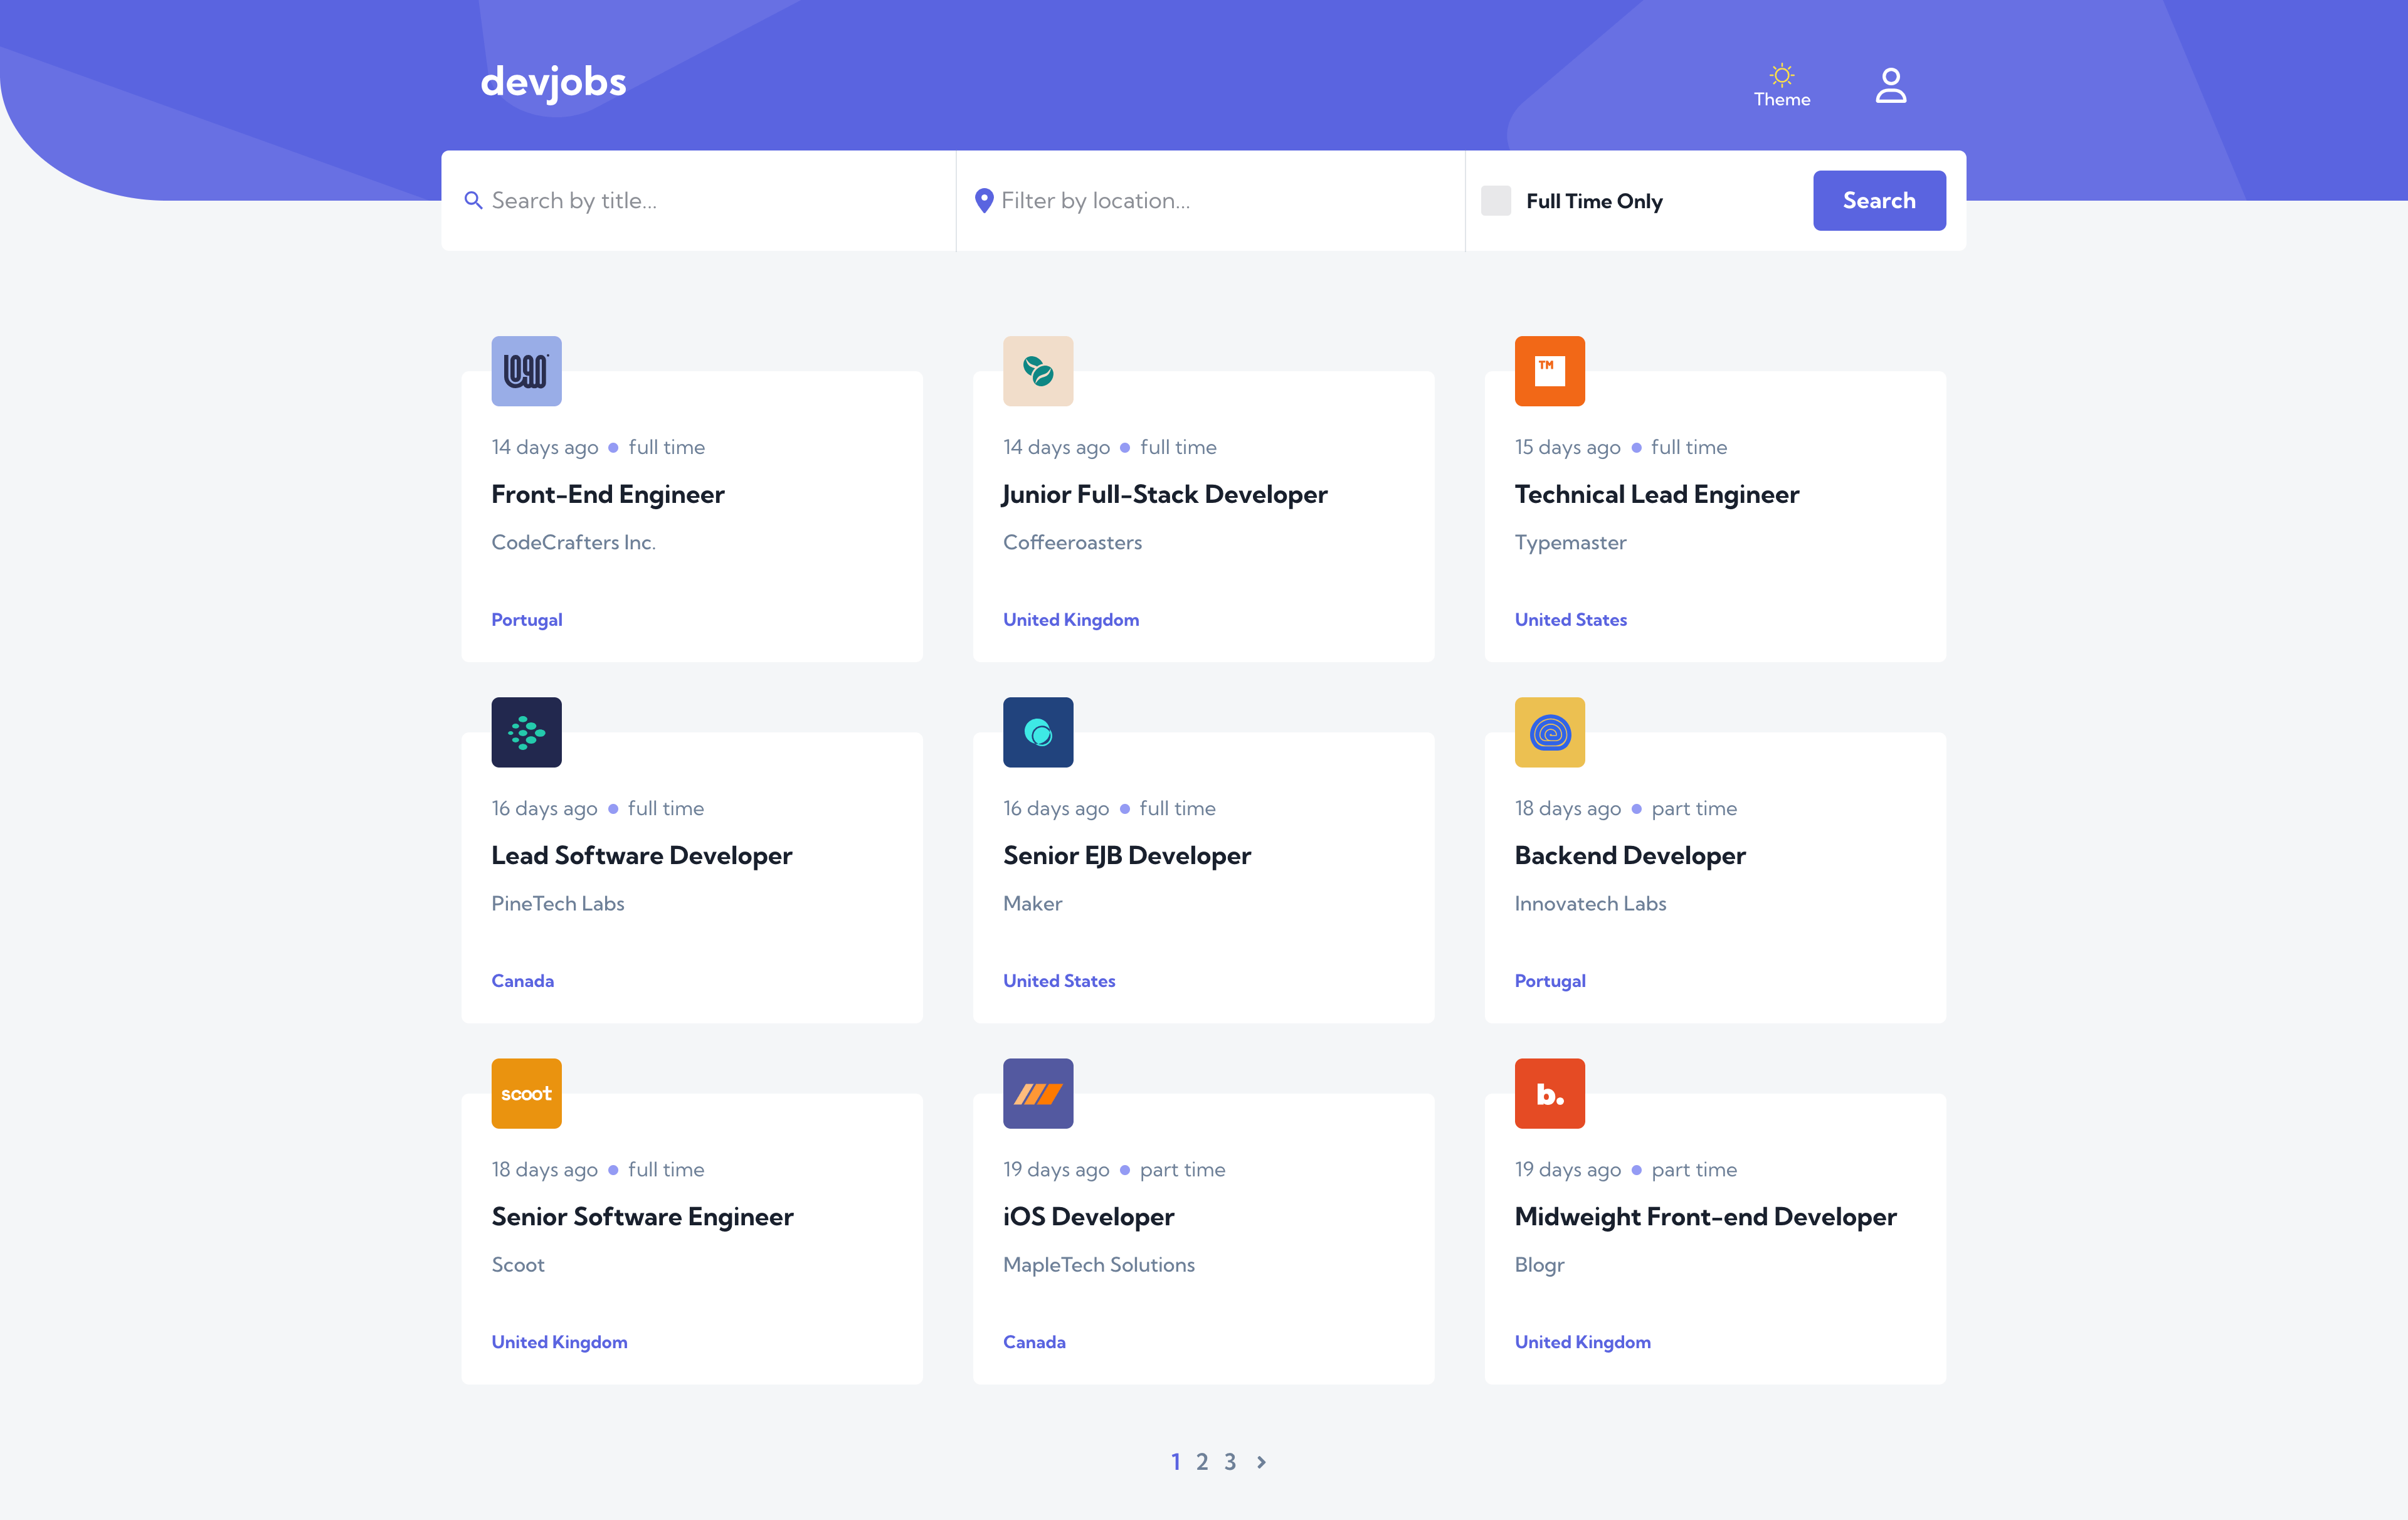 devjobs
Theme
Search by title...
Filter by location...
Full Time Only
Search
logo
14 days ago full time
Front-End Engineer
CodeCrafters Inc.
Portugal
14 days ago full time
Junior Full-Stack Developer
Coffeeroasters
United Kingdom
TM
15 days ago full time
Technical Lead Engineer
Typemaster
United States
16 days ago full time
Lead Software Developer
PineTech Labs
Canada
16 days ago full time
Senior EJB Developer
Maker
United States
18 days ago part time
Backend Developer
Innovatech Labs
Portugal
scoot
18 days ago full time
Senior Software Engineer
Scoot
United Kingdom
19 days ago part time
iOS Developer
MapleTech Solutions
Canada
b.
19 days ago part time
Midweight Front-end Developer
Blogr
United Kingdom
1 2 3 >